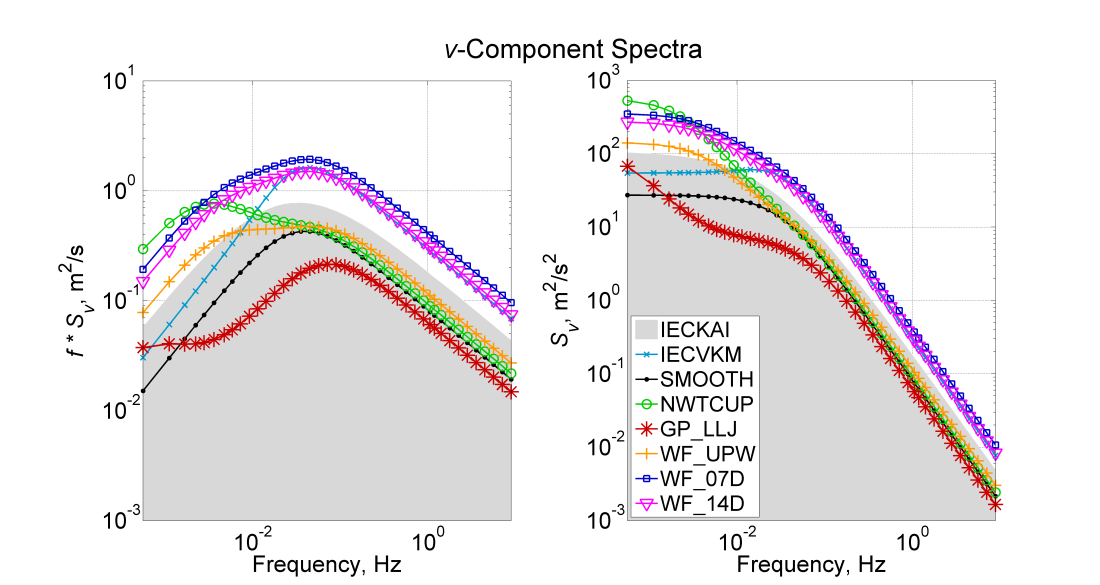 v-Component Spectra
10^1
10^0
10^-1
10^-2
10^-3
f * S_v, m^2/s
10^-2
10^0
Frequency, Hz
10^3
10^2
10^1
10^0
10^-1
10^-2
10^-3
S_v, m^2/s^2
IECKAI
IECVKM
SMOOTH
NWTCUP
GP_LLJ
WF_UPW
WF_07D
WF_14D
10^-2
10^0
Frequency, Hz